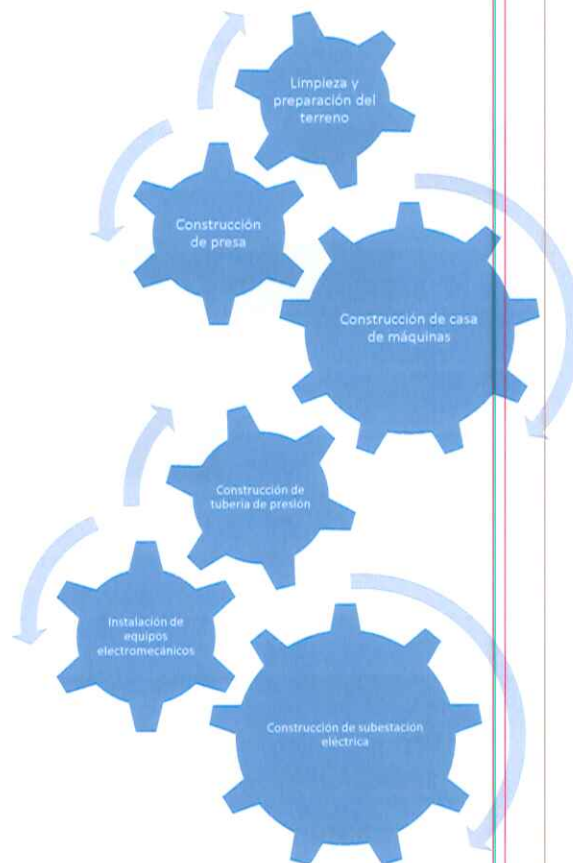 Limpieza y
preparación del
terreno
Construcción
de presa
Construcción de casa
de máquinas
Construcción de
tubería de presión
Instalación de
equipos
electromecánicos
Construcción de subestación
eléctrica